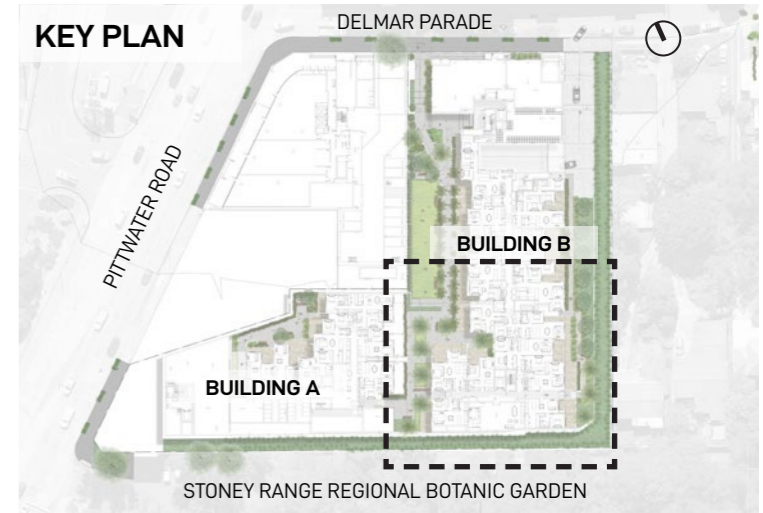 KEY PLAN
DELMAR PARADE
PITTWATER ROAD
BUILDING B
BUILDING A
STONEY RANGE REGIONAL BOTANIC GARDEN